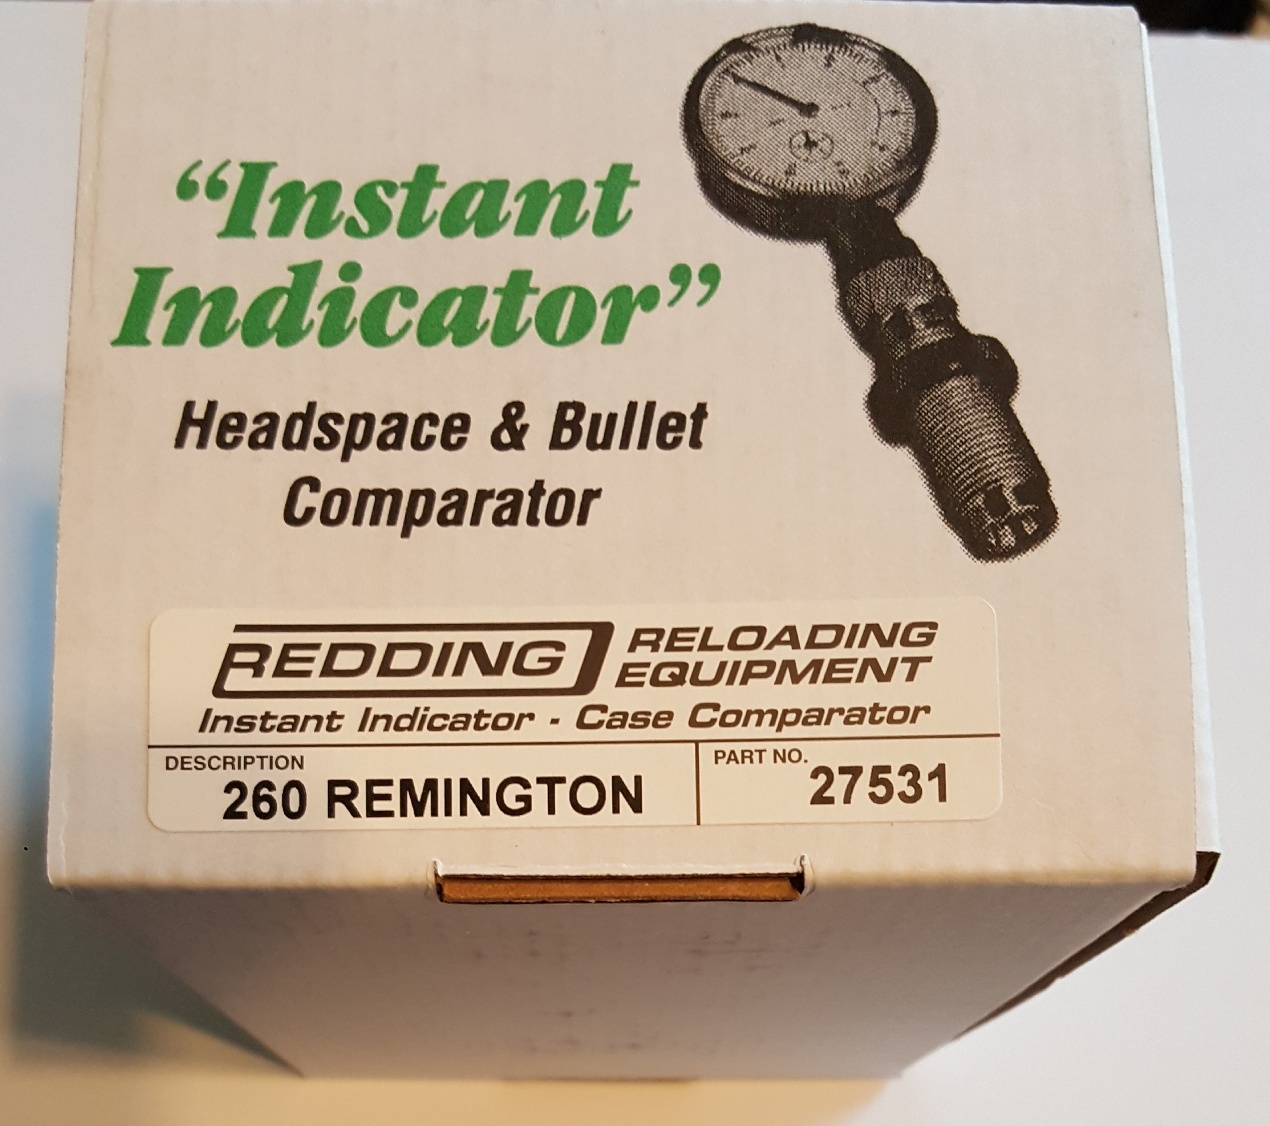 “Instant
Indicator”
Headspace & Bullet
Comparator
REDDING RELOADING
EQUIPMENT
Instant Indicator - Case Comparator
DESCRIPTION
260 REMINGTON
PART NO.
27531